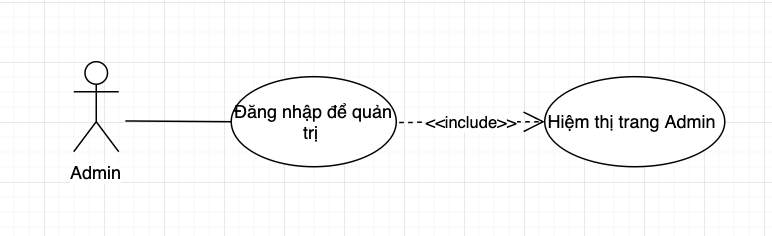 Đăng nhập để quản
trị
<<include>>
Hiệm thị trang Admin
Admin